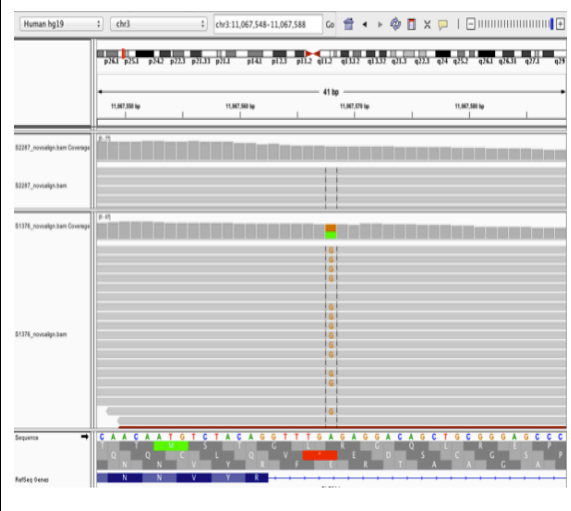 Human hg19 chr3 chr3:11,067,548-11,067,588 Go
p26.1 p25.1 p24.2 p22.3 p21.33 p21.1 p14.1 p12.3 p11.2 q11.2 q13.12 q13.32 q21.2 q22.3 q24 q25.2 q26.1 q26.31 q27.1 q29
41 bp
11,067,550 bp 11,067,560 bp 11,067,570 bp 11,067,580 bp
S2287_novoalign.bam Coverage
S2287_novoalign.bam
S1376_novoalign.bam Coverage
G
G
G
G
G
G
G
G
G
G
G
G
G
S1376_novoalign.bam
Sequence C A A C A A T G T C T A C A G G T T T G A G A G G A C A G C T G C G G G A G C C C
T T M S T G L R G Q L R E P
Q Q C L Q V * E D S C G S P
N N V Y R F E R T A A G A
RefSeq Genes N N V Y R